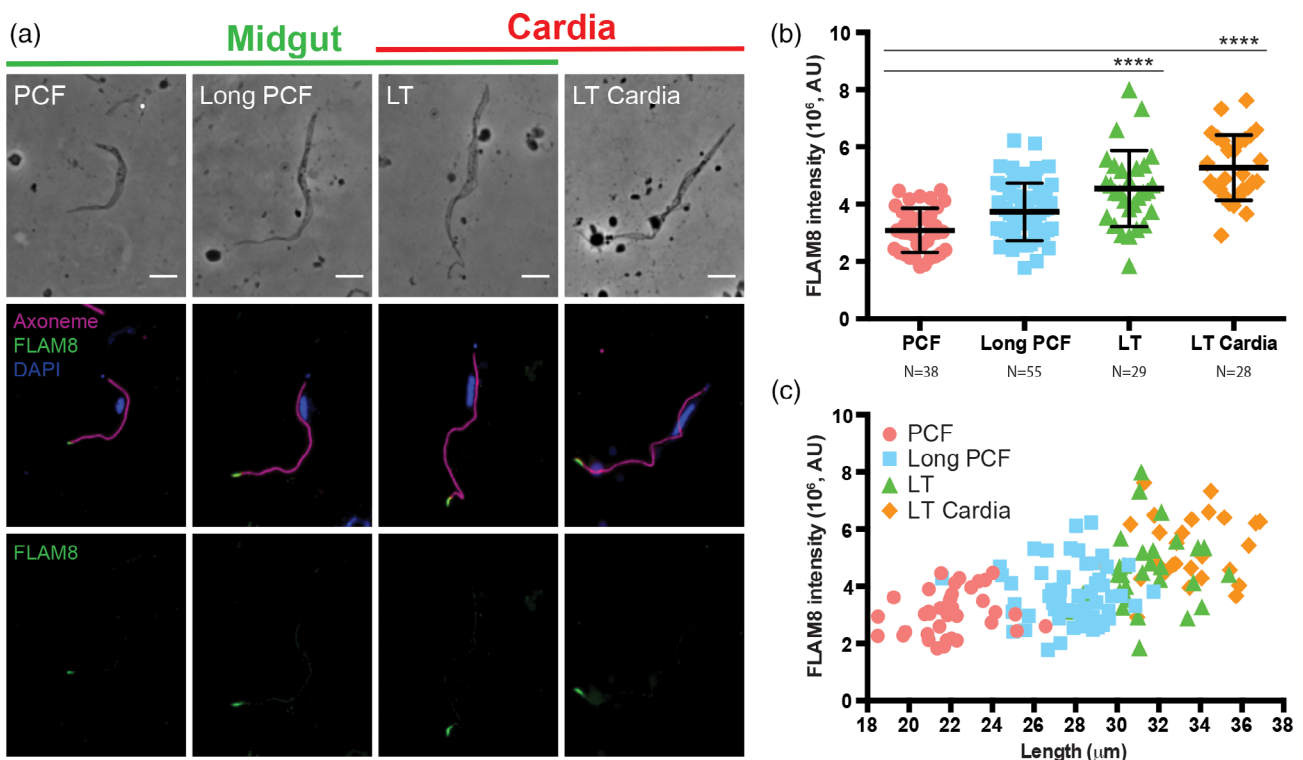 (a)
Midgut
Cardia
PCF
Long PCF
LT
LT Cardia
Axoneme
FLAM8
DAPI
FLAM8
(b)
FLAM8 intensity (10⁶, AU)
10
8
6
4
2
0
****
****
PCF
Long PCF
LT
LT Cardia
N=38
N=55
N=29
N=28
(c)
FLAM8 intensity (10⁶, AU)
10
8
6
4
2
0
PCF
Long PCF
LT
LT Cardia
18 20 22 24 26 28 30 32 34 36 38
Length (μm)